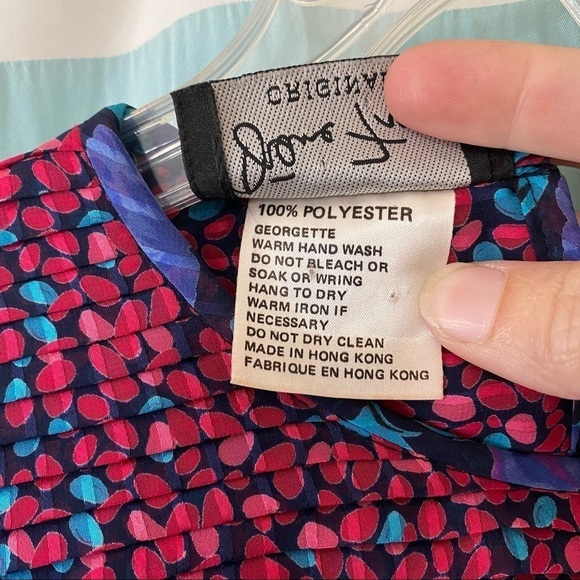 ORIGINAL
Diane
100% POLYESTER
GEORGETTE
WARM HAND WASH
DO NOT BLEACH OR
SOAK OR WRING
HANG TO DRY
WARM IRON IF
NECESSARY
DO NOT DRY CLEAN
MADE IN HONG KONG
FABRIQUE EN HONG KONG